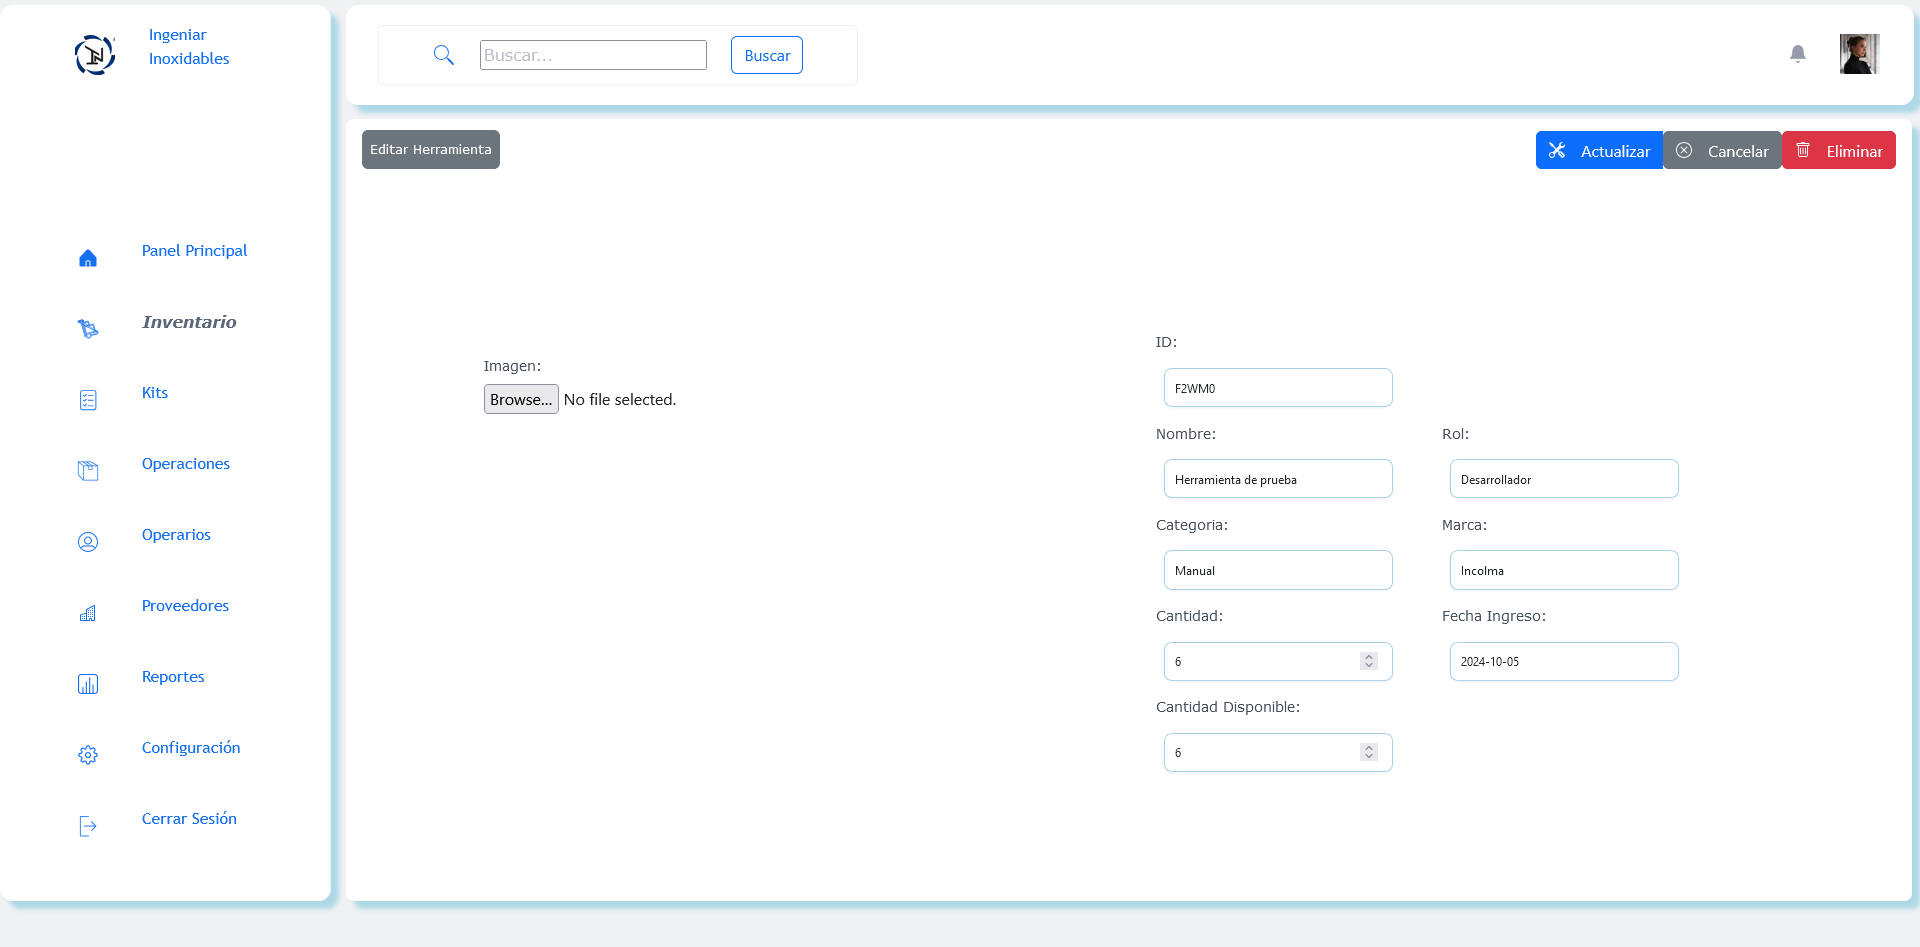 Ingeniar
Inoxidables
Panel Principal
Inventario
Kits
Operaciones
Operarios
Proveedores
Reportes
Configuración
Cerrar Sesión
Buscar...
Buscar
Editar Herramienta
Actualizar
Cancelar
Eliminar
Imagen:
Browse... No file selected.
ID:
F2WM0
Nombre:
Herramienta de prueba
Rol:
Desarrollador
Categoria:
Manual
Marca:
Incolma
Cantidad:
6
Fecha Ingreso:
2024-10-05
Cantidad Disponible:
6